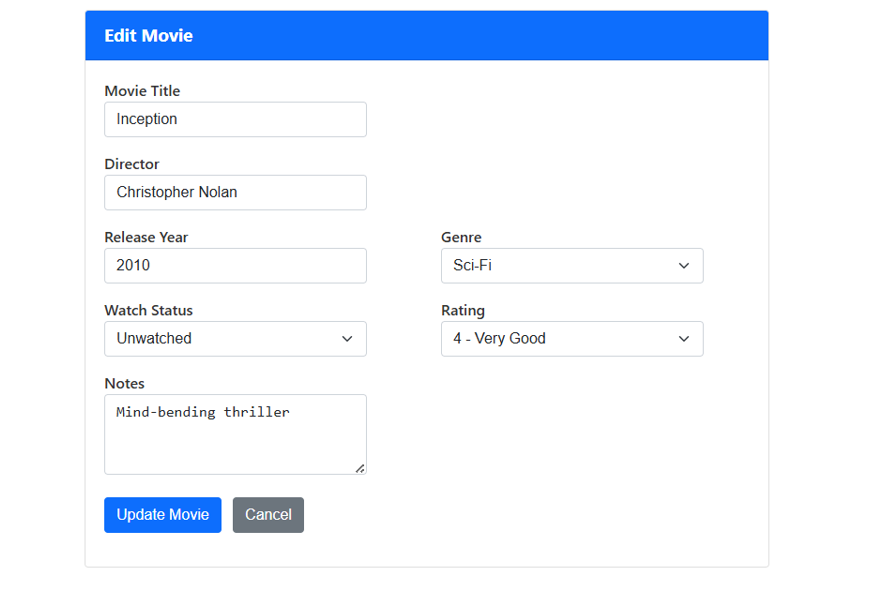 Edit Movie
Movie Title
Inception
Director
Christopher Nolan
Release Year
Genre
2010
Sci-Fi
Watch Status
Rating
Unwatched
4 - Very Good
Notes
Mind-bending thriller
Update Movie
Cancel